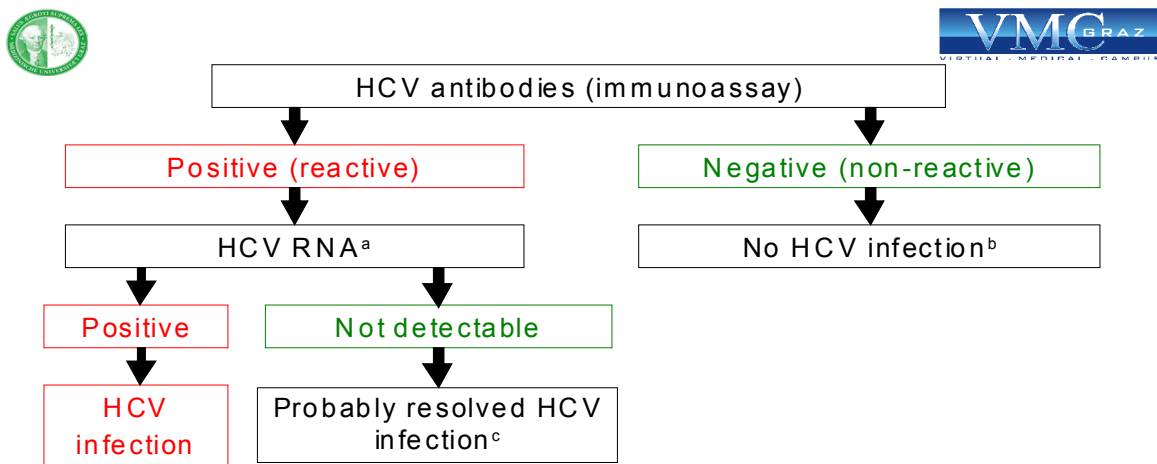 VMC GRAZ
VIRTUAL . MEDICAL . CAMPUS
HCV antibodies (immunoassay)
Positive (reactive)
Negative (non-reactive)
HCV RNAᵃ
No HCV infectionᵇ
Positive
Not detectable
HCV
infection
Probably resolved HCV
infectionᶜ